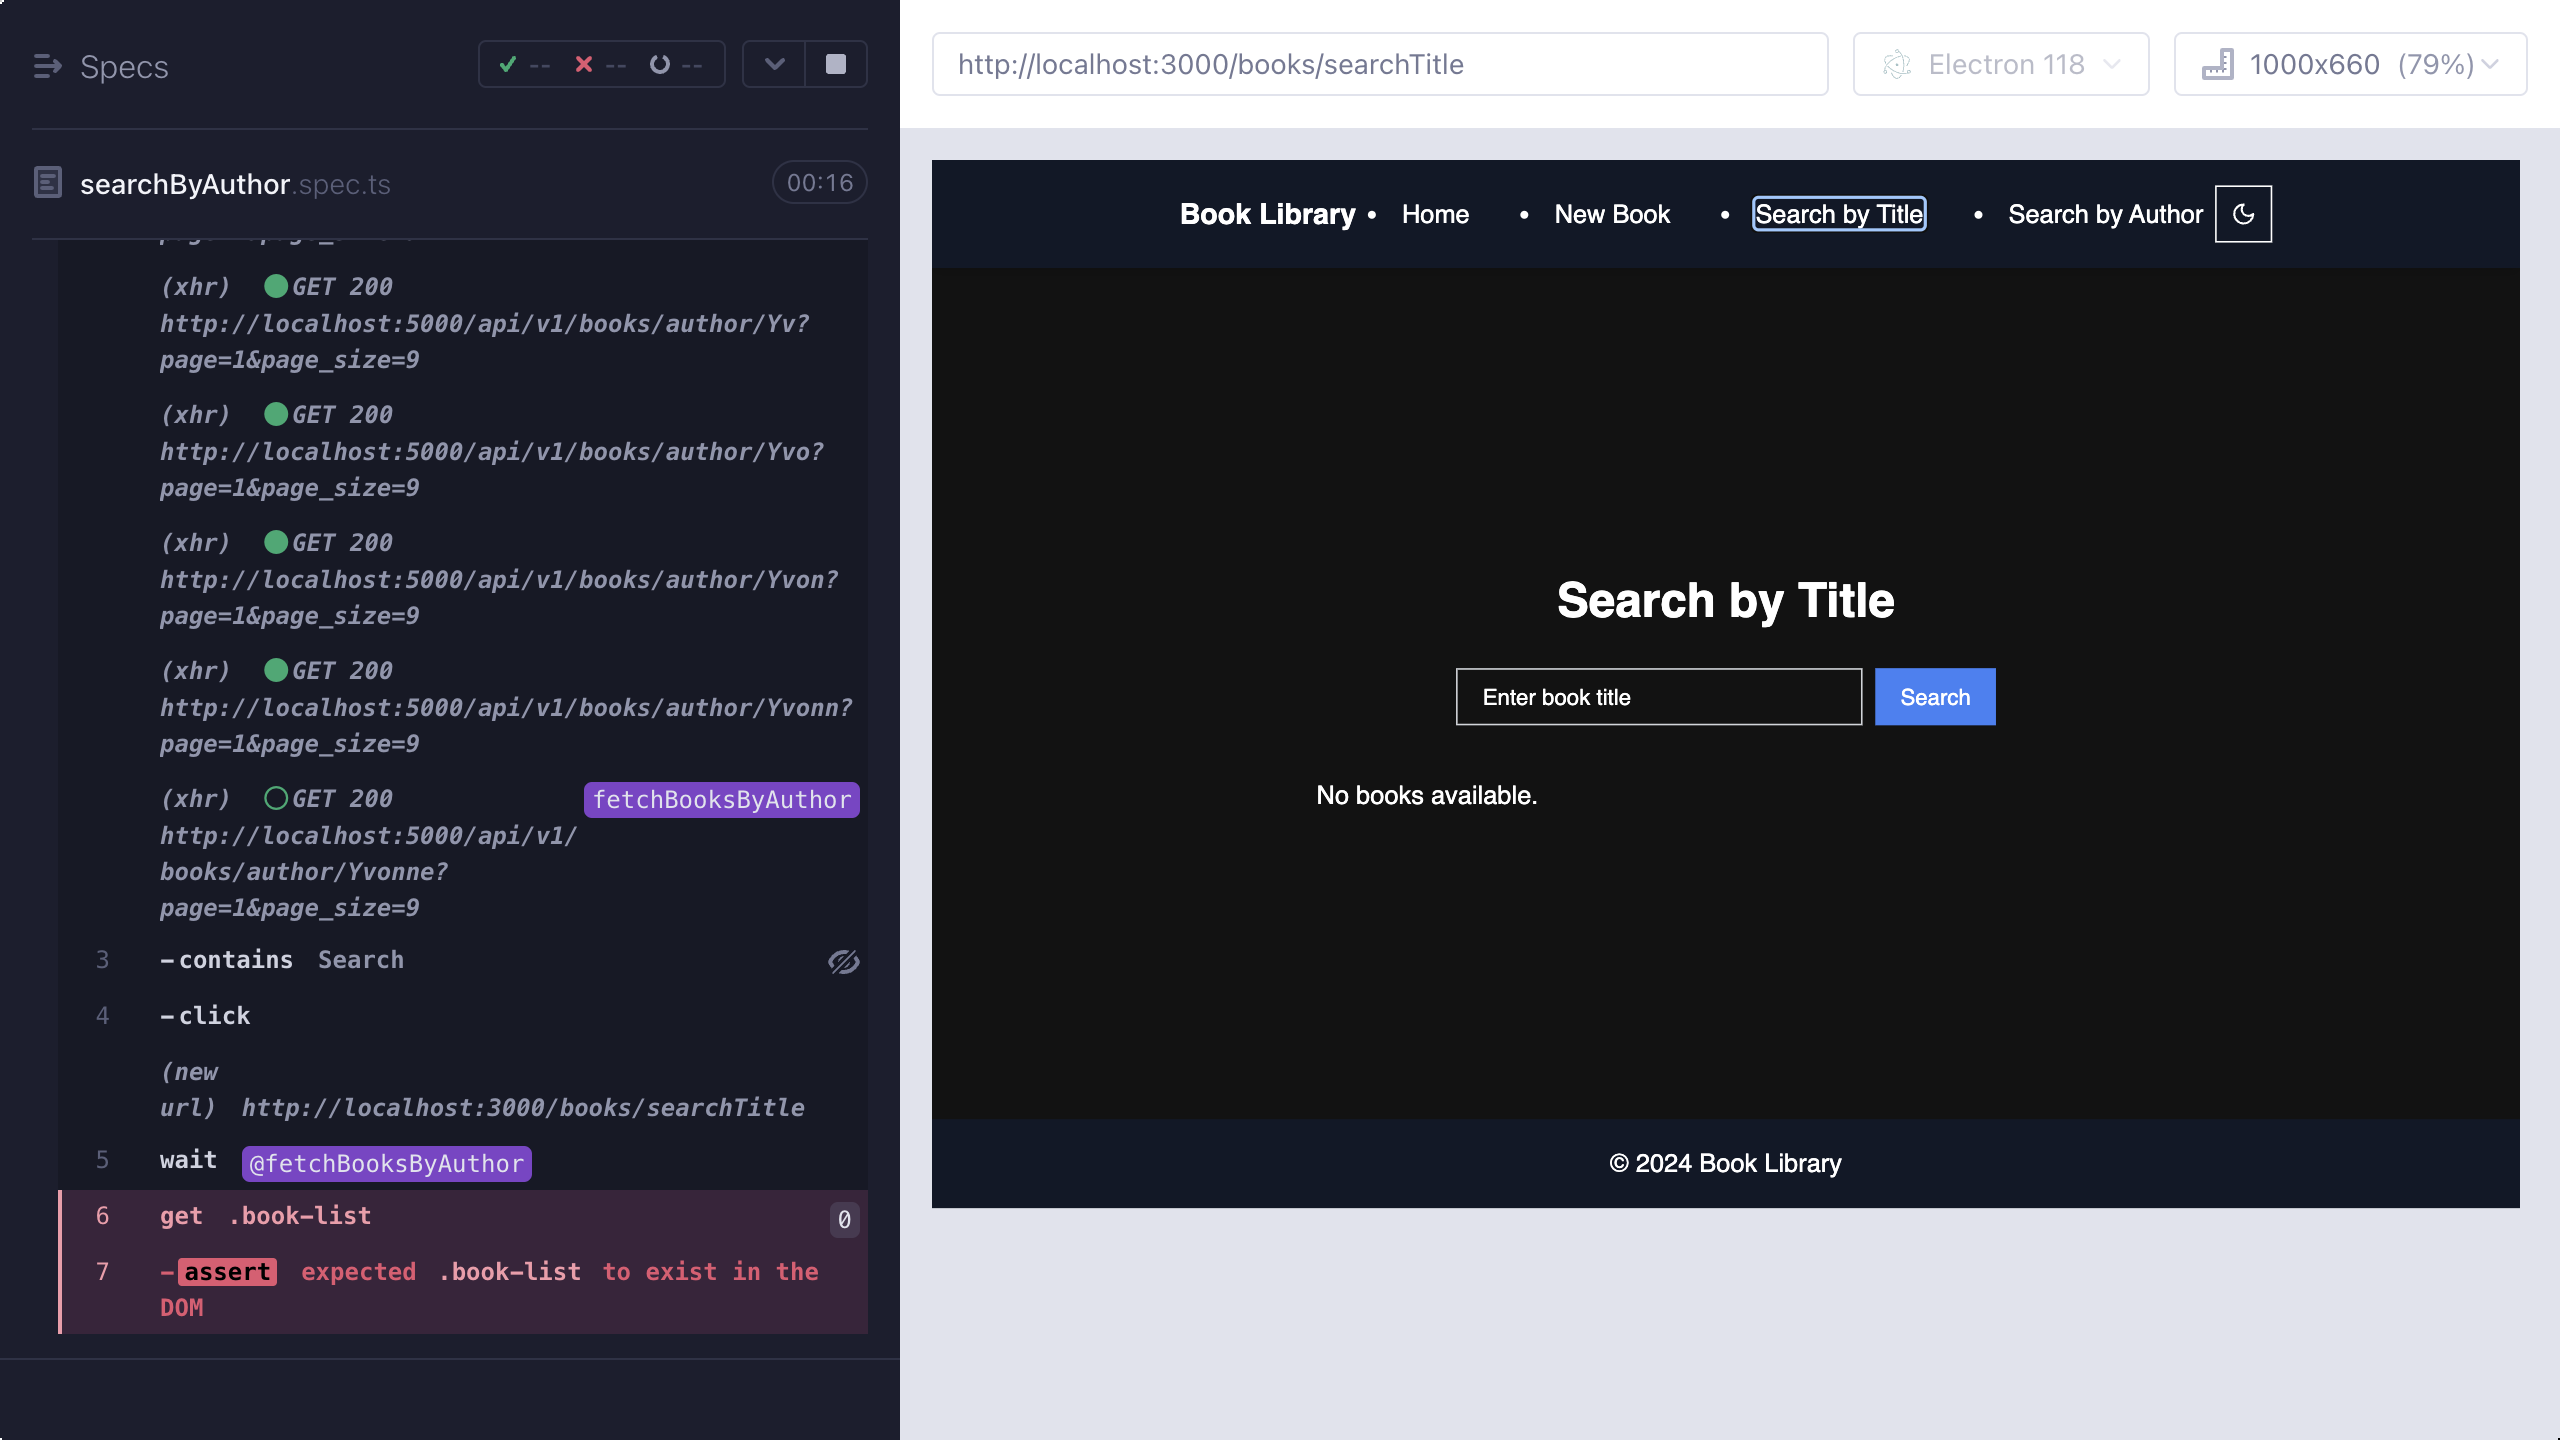 Specs
-- -- --
searchByAuthor.spec.ts
00:16
(xhr) GET 200
http://localhost:5000/api/v1/books/author/Yv?
page=1&page_size=9
(xhr) GET 200
http://localhost:5000/api/v1/books/author/Yvo?
page=1&page_size=9
(xhr) GET 200
http://localhost:5000/api/v1/books/author/Yvon?
page=1&page_size=9
(xhr) GET 200
http://localhost:5000/api/v1/books/author/Yvonn?
page=1&page_size=9
(xhr) GET 200 fetchBooksByAuthor
http://localhost:5000/api/v1/
books/author/Yvonne?
page=1&page_size=9
3 -contains Search
4 -click
(new
url) http://localhost:3000/books/searchTitle
5 wait @fetchBooksByAuthor
6 get .book-list 0
7 -assert expected .book-list to exist in the
DOM
http://localhost:3000/books/searchTitle
Electron 118
1000x660 (79%)
Book Library • Home • New Book • Search by Title • Search by Author
Search by Title
Enter book title
Search
No books available.
© 2024 Book Library